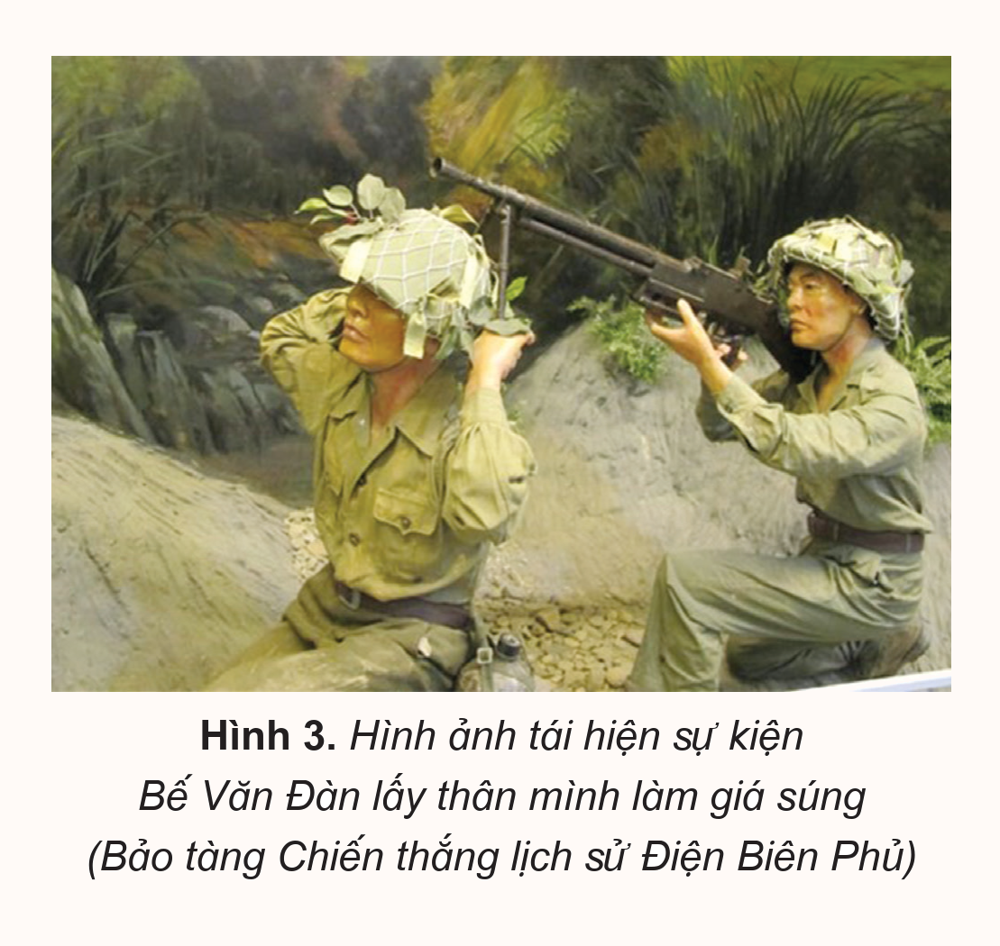 Hình 3. Hình ảnh tái hiện sự kiện
Bế Văn Đàn lấy thân mình làm giá súng
(Bảo tàng Chiến thắng lịch sử Điện Biên Phủ)